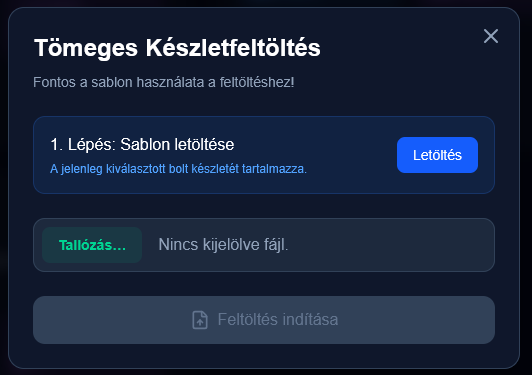 Tömeges Készletfeltöltés
Fontos a sablon használata a feltöltéshez!
1. Lépés: Sablon letöltése
A jelenleg kiválasztott bolt készletét tartalmazza.
Letöltés
Tallózás...
Nincs kijelölve fájl.
Feltöltés indítása